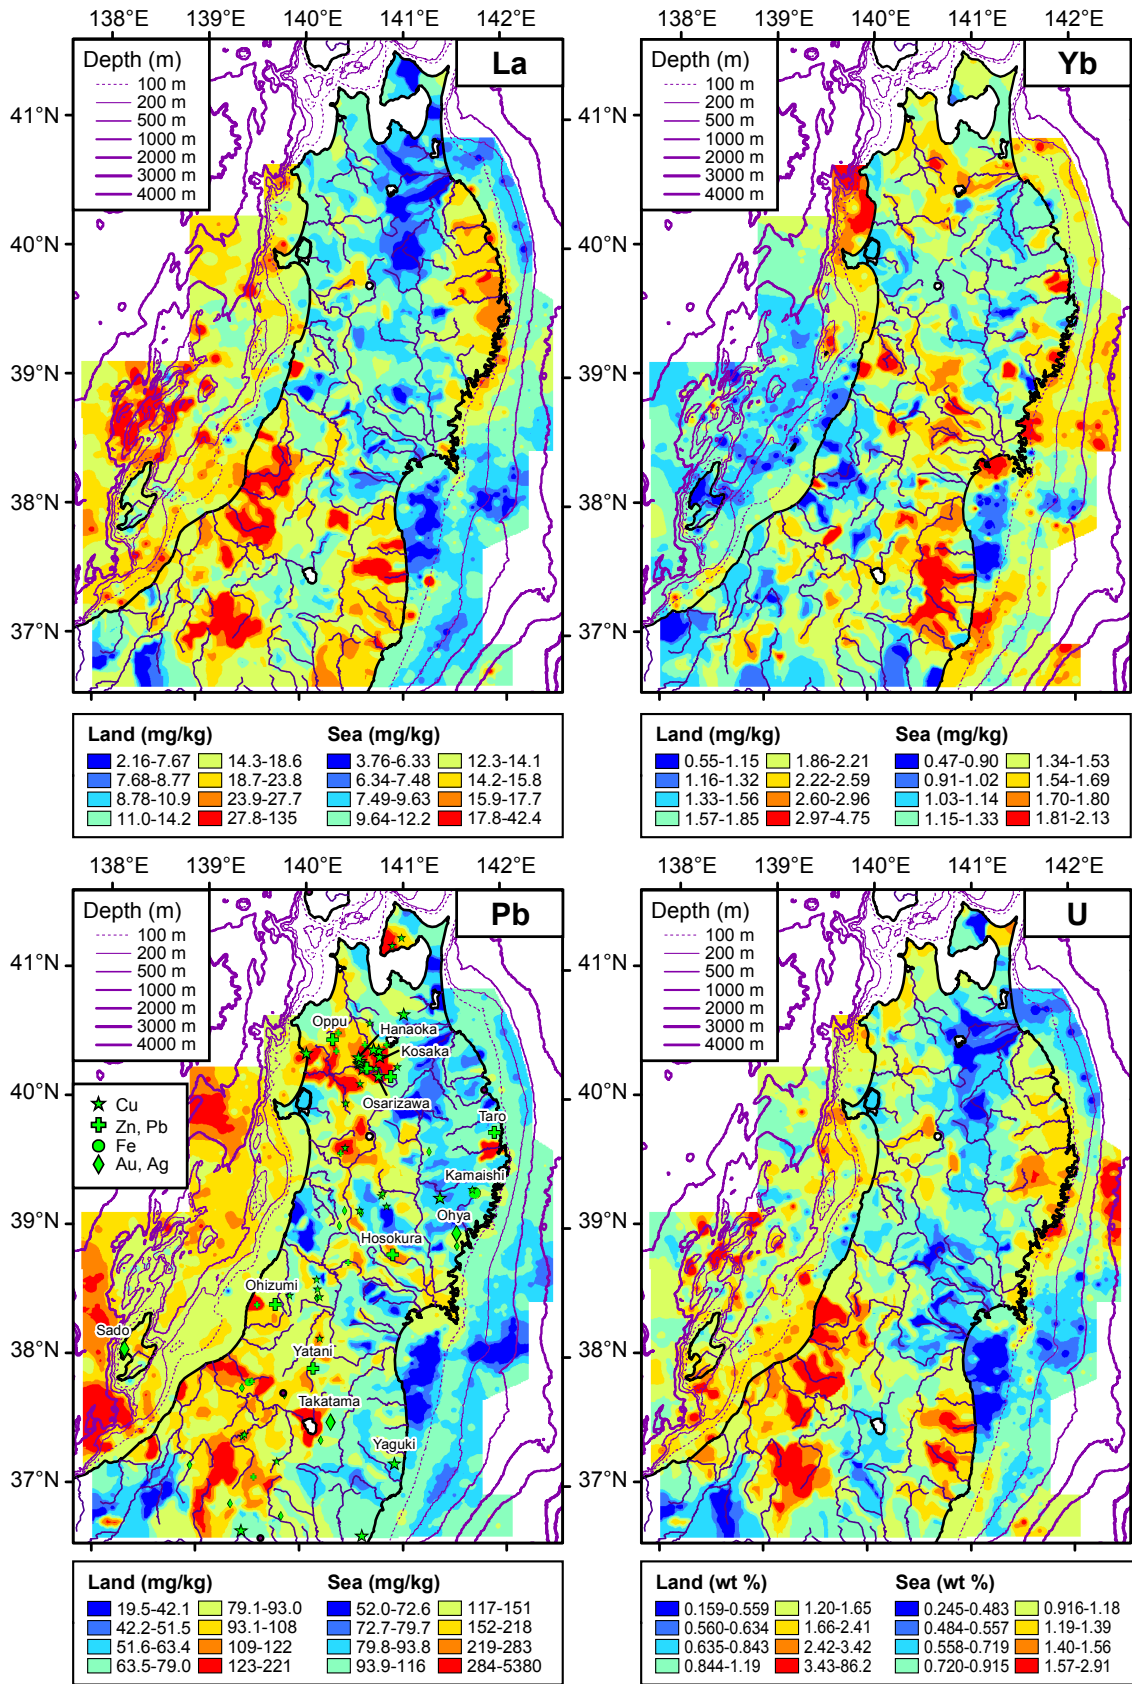 138°E 139°E 140°E 141°E 142°E
138°E 139°E 140°E 141°E 142°E
Depth (m)
100 m
200 m
500 m
1000 m
2000 m
3000 m
4000 m
La
Depth (m)
100 m
200 m
500 m
1000 m
2000 m
3000 m
4000 m
Yb
41°N
40°N
39°N
38°N
37°N
41°N
40°N
39°N
38°N
37°N
138°E 139°E 140°E 141°E 142°E
138°E 139°E 140°E 141°E 142°E
Land (mg/kg) Sea (mg/kg)
2.16-7.67 14.3-18.6 3.76-6.33 12.3-14.1
7.68-8.77 18.7-23.8 6.34-7.48 14.2-15.8
8.78-10.9 23.9-27.7 7.49-9.63 15.9-17.7
11.0-14.2 27.8-135 9.64-12.2 17.8-42.4
Land (mg/kg) Sea (mg/kg)
0.55-1.15 1.86-2.21 0.47-0.90 1.34-1.53
1.16-1.32 2.22-2.59 0.91-1.02 1.54-1.69
1.33-1.56 2.60-2.96 1.03-1.14 1.70-1.80
1.57-1.85 2.97-4.75 1.15-1.33 1.81-2.13
Depth (m)
100 m
200 m
500 m
1000 m
2000 m
3000 m
4000 m
Pb
Cu
Zn, Pb
Fe
Au, Ag
Oppu
Hanaoka
Kosaka
Osarizawa
Taro
Kamaishi
Ohya
Hosokura
Ohizumi
Sado
Yatani
Takatama
Yaguki
41°N
40°N
39°N
38°N
37°N
Depth (m)
100 m
200 m
500 m
1000 m
2000 m
3000 m
4000 m
U
41°N
40°N
39°N
38°N
37°N
Land (mg/kg) Sea (mg/kg)
19.5-42.1 79.1-93.0 52.0-72.6 117-151
42.2-51.5 93.1-108 72.7-79.7 152-218
51.6-63.4 109-122 79.8-93.8 219-283
63.5-79.0 123-221 93.9-116 284-5380
Land (wt %) Sea (wt %)
0.159-0.559 1.20-1.65 0.245-0.483 0.916-1.18
0.560-0.634 1.66-2.41 0.484-0.557 1.19-1.39
0.635-0.843 2.42-3.42 0.558-0.719 1.40-1.56
0.844-1.19 3.43-86.2 0.720-0.915 1.57-2.91